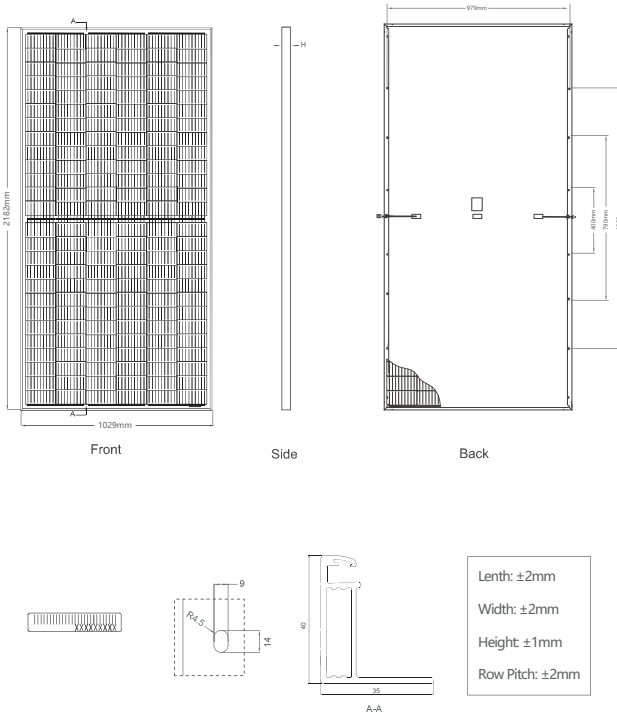 A
979mm
H
2182mm
400mm
790mm
A
1029mm
Front
Side
Back
9
R4.5
14
40
35
A-A
Lenth: ±2mm
Width: ±2mm
Height: ±1mm
Row Pitch: ±2mm